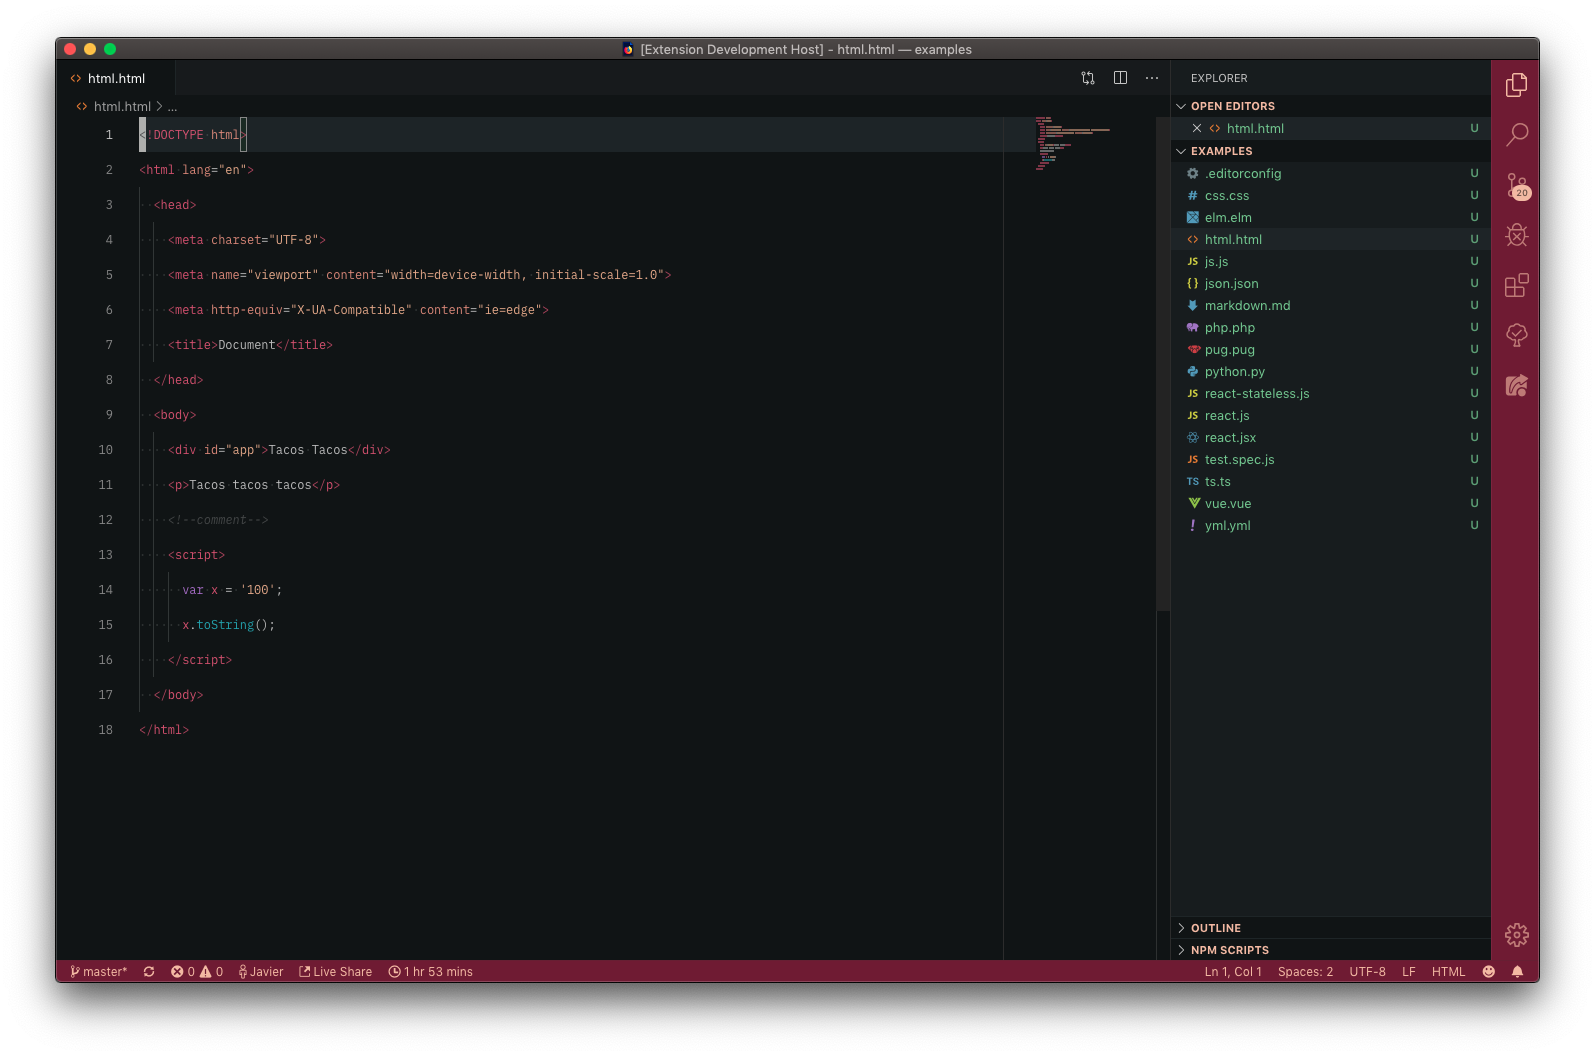 [Extension Development Host] - html.html — examples
html.html
html.html > ...
1 <!DOCTYPE html>
2 <html lang="en">
3 <head>
4 <meta charset="UTF-8">
5 <meta name="viewport" content="width=device-width, initial-scale=1.0">
6 <meta http-equiv="X-UA-Compatible" content="ie=edge">
7 <title>Document</title>
8 </head>
9 <body>
10 <div id="app">Tacos Tacos</div>
11 <p>Tacos tacos tacos</p>
12 <!--comment-->
13 <script>
14 var x = '100';
15 x.toString();
16 </script>
17 </body>
18 </html>
EXPLORER
OPEN EDITORS
html.html U
EXAMPLES
.editorconfig U
# css.css U
elm.elm U
<> html.html U
JS js.js U
{} json.json U
markdown.md U
php.php U
pug.pug U
python.py U
JS react-stateless.js U
JS react.js U
react.jsx U
JS test.spec.js U
TS ts.ts U
vue.vue U
! yml.yml U
OUTLINE
NPM SCRIPTS
20
master* 0 0 Javier Live Share 1 hr 53 mins Ln 1, Col 1 Spaces: 2 UTF-8 LF HTML